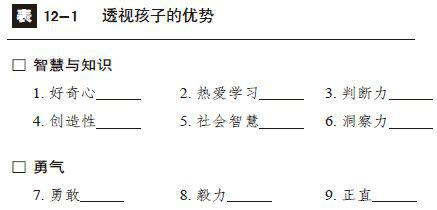 表 12—1 透视孩子的优势
□ 智慧与知识
1. 好奇心______ 2. 热爱学习______ 3. 判断力______
4. 创造性______ 5. 社会智慧______ 6. 洞察力______
□ 勇气
7. 勇敢______ 8. 毅力______ 9. 正直______